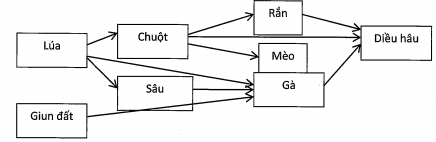 Rắn
Lúa
Chuột
Diều hâu
Mèo
Sâu
Gà
Giun đất